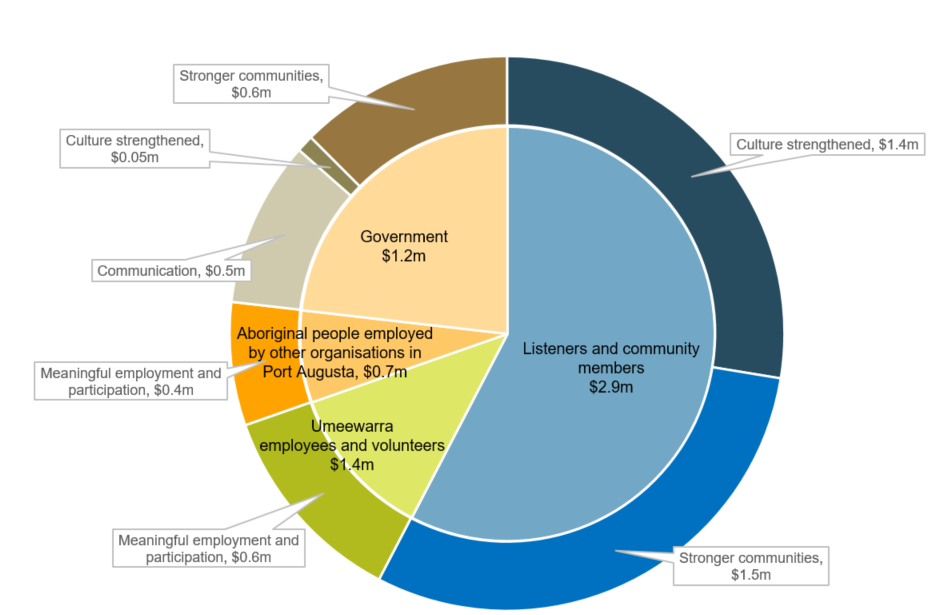 Stronger communities,
$0.6m
Culture strengthened,
$0.05m
Culture strengthened, $1.4m
Government
$1.2m
Communication, $0.5m
Aboriginal people employed
by other organisations in
Port Augusta, $0.7m
Listeners and community
members
$2.9m
Meaningful employment and
participation, $0.4m
Umeewarra
employees and volunteers
$1.4m
Meaningful employment and
participation, $0.6m
Stronger communities,
$1.5m